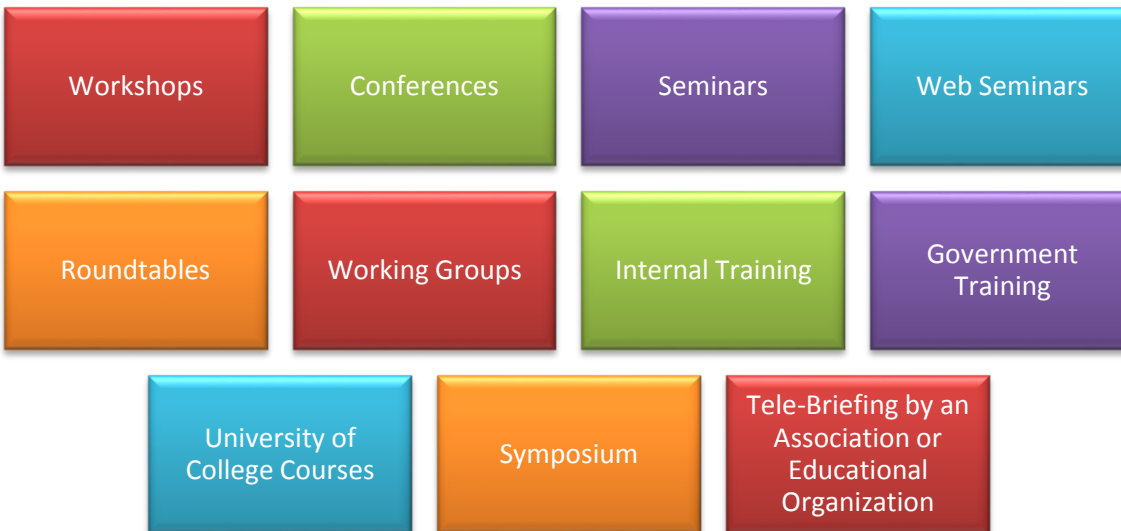 Workshops
Conferences
Seminars
Web Seminars
Roundtables
Working Groups
Internal Training
Government
Training
University of
College Courses
Symposium
Tele-Briefing by an
Association or
Educational
Organization